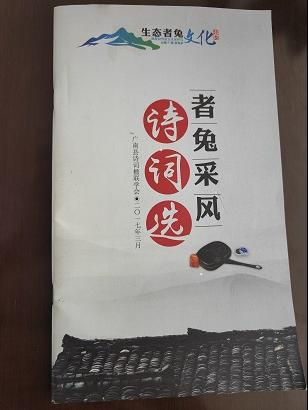 生态者兔文化
者兔采风
诗词选
广南县诗词楹联学会●二〇一七年三月